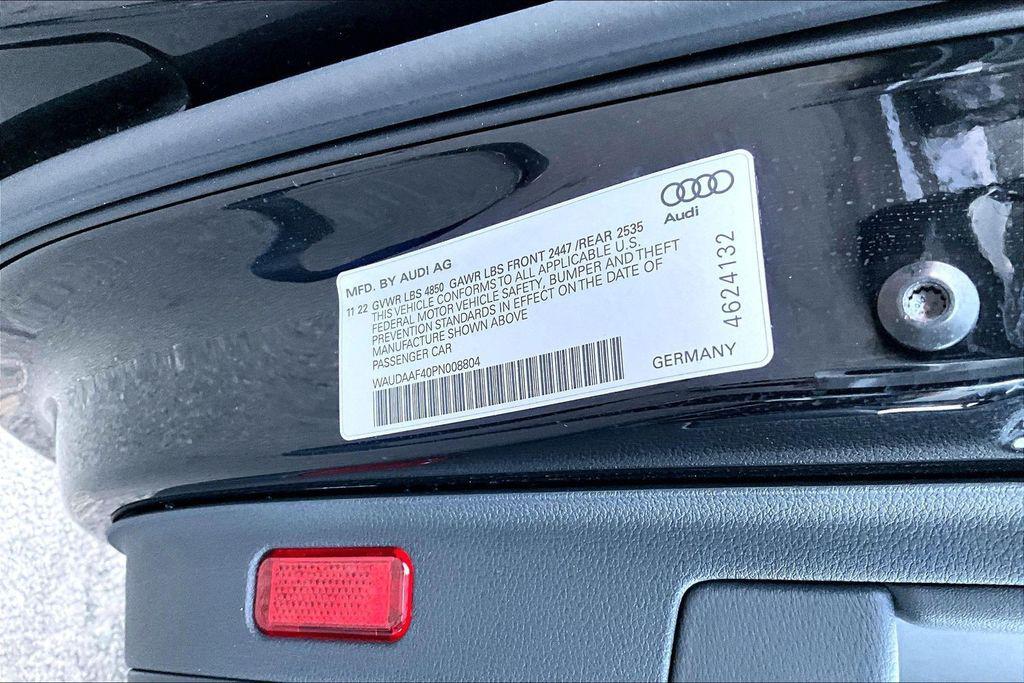 Audi
MFD. BY AUDI AG
11 22 GVWR LBS 4850 GAWR LBS FRONT 2447 /REAR 2535
THIS VEHICLE CONFORMS TO ALL APPLICABLE U.S.
FEDERAL MOTOR VEHICLE SAFETY, BUMPER AND THEFT
PREVENTION STANDARDS IN EFFECT ON THE DATE OF
MANUFACTURE SHOWN ABOVE
PASSENGER CAR
WAUDAAF40PN008804
GERMANY
4624132